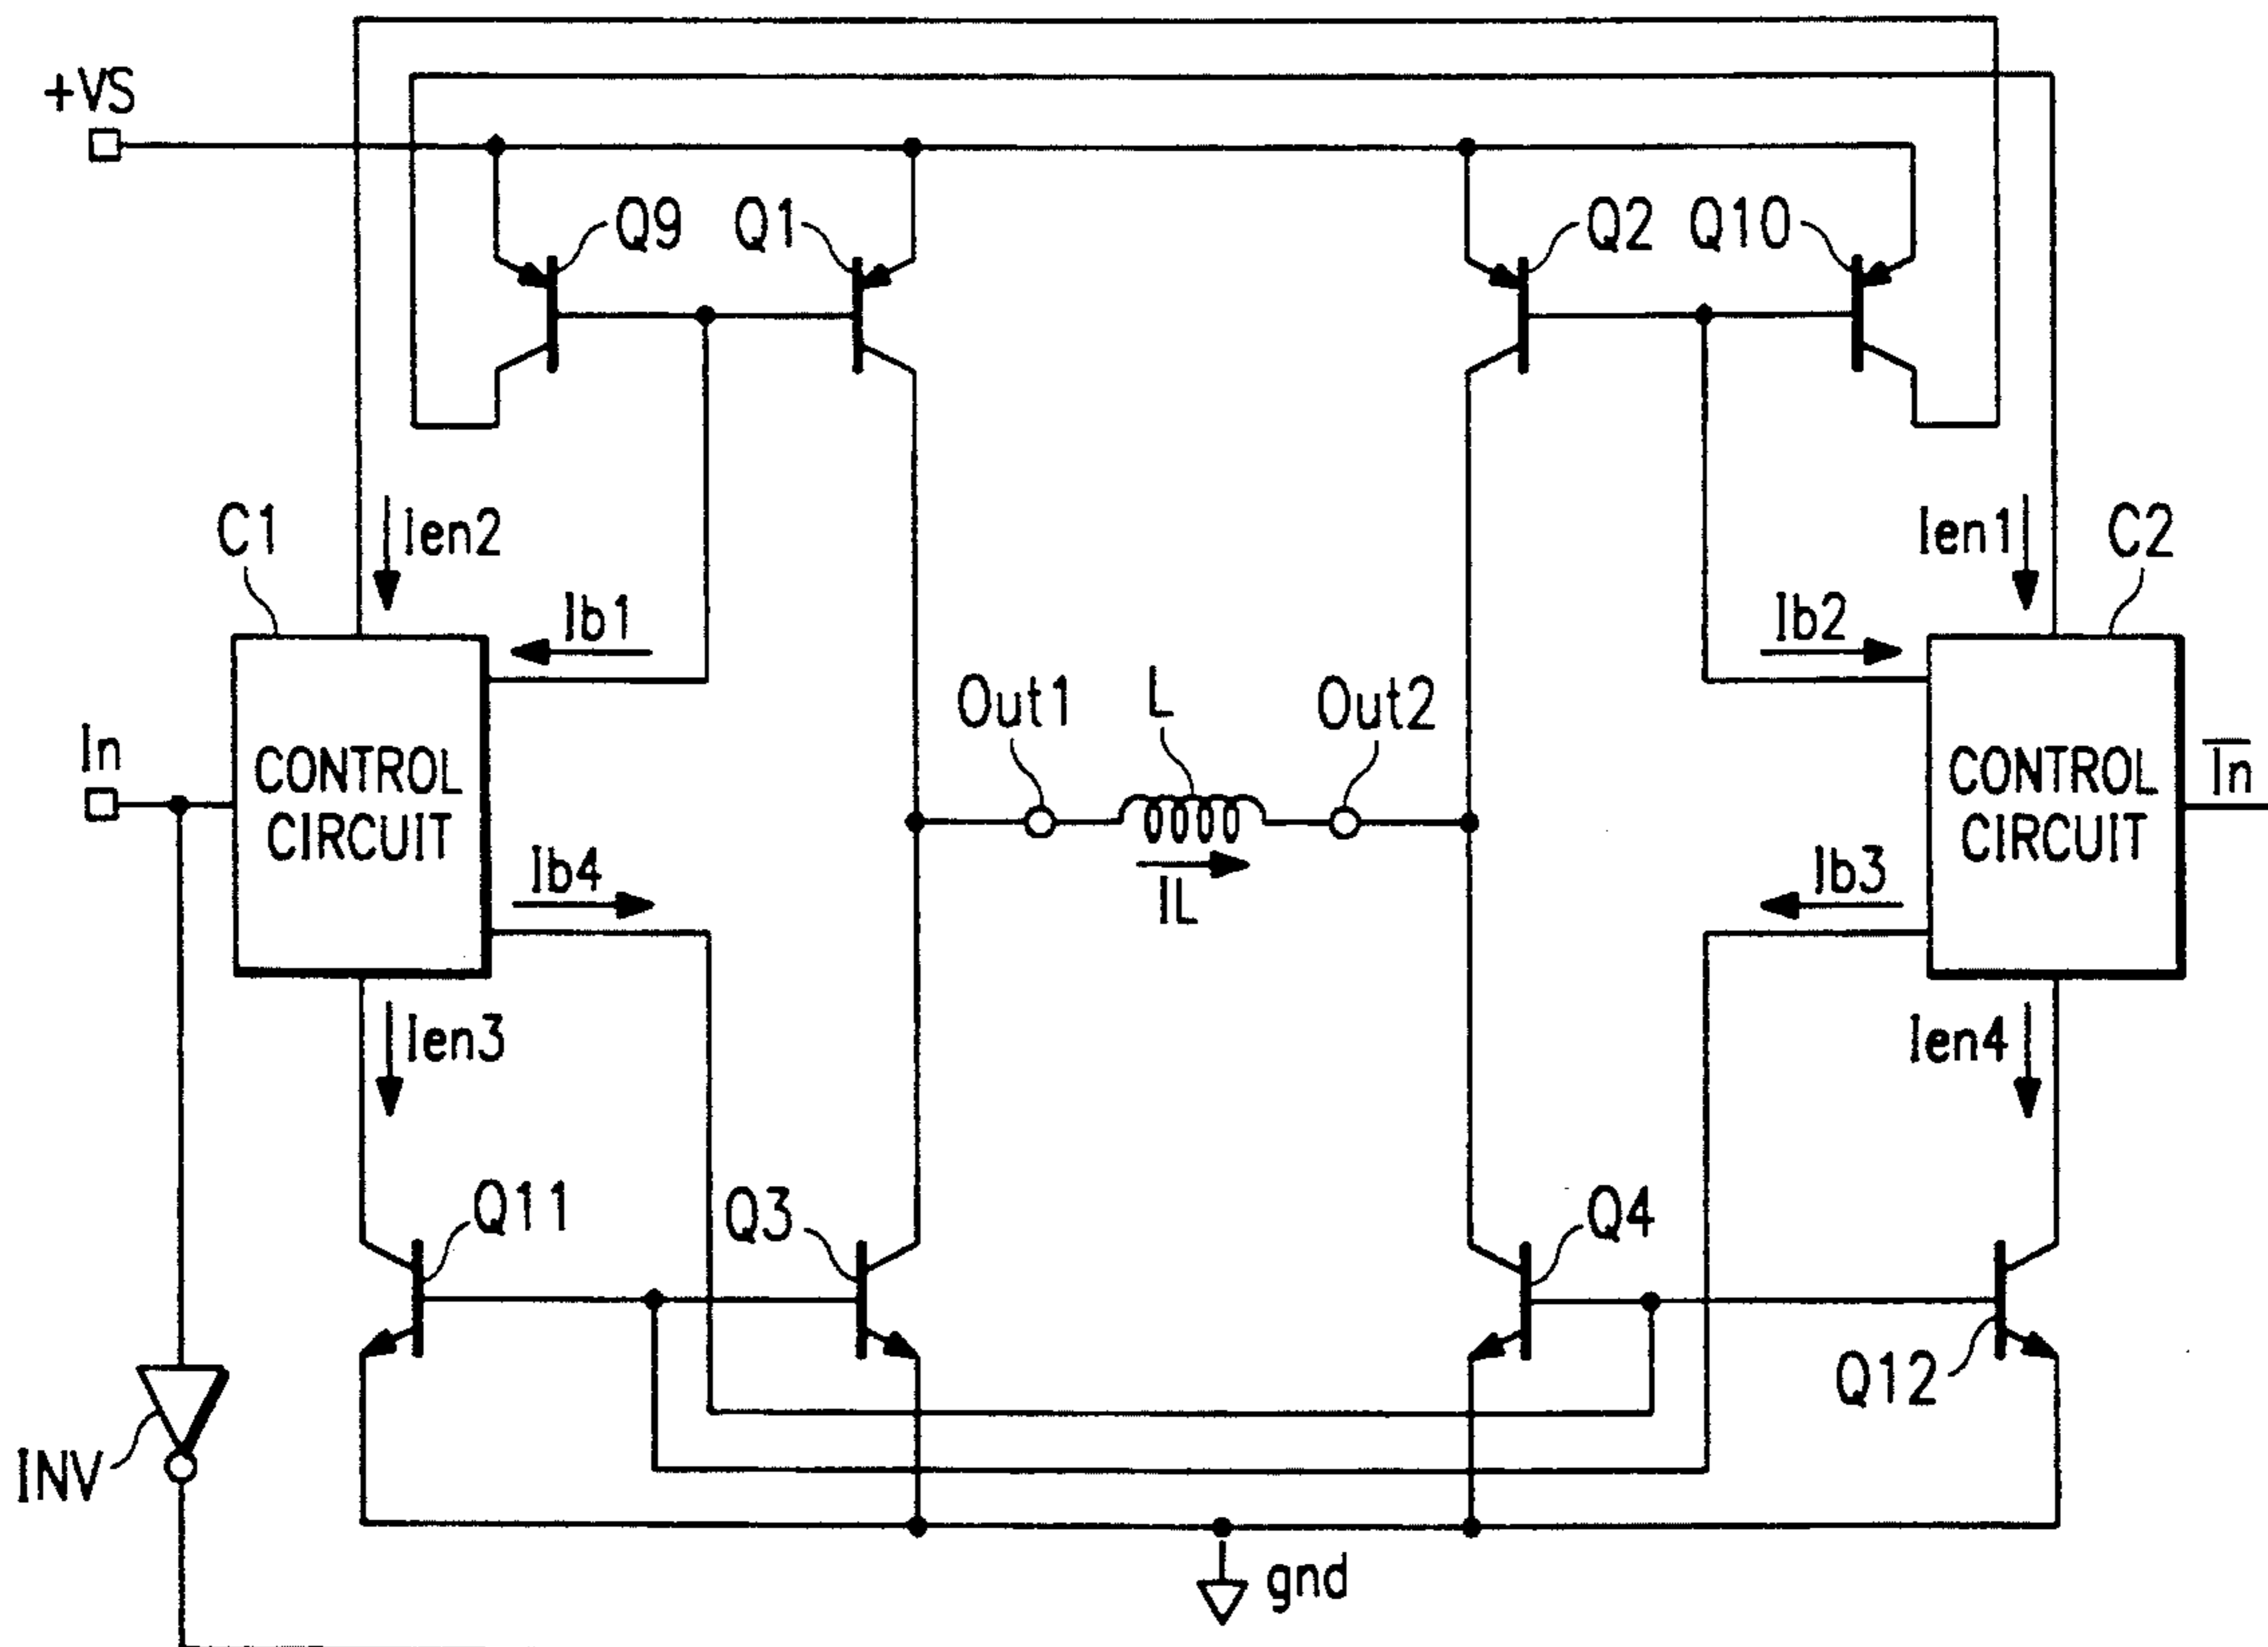 +VS
Q9
Q1
Q2
Q10
C1
Ien2
Ien1
C2
Ib1
Ib2
In
CONTROL
CIRCUIT
Out1
L
Out2
CONTROL
CIRCUIT
I̅n̅
Ib4
IL
Ib3
Ien3
Ien4
Q11
Q3
Q4
Q12
INV
gnd